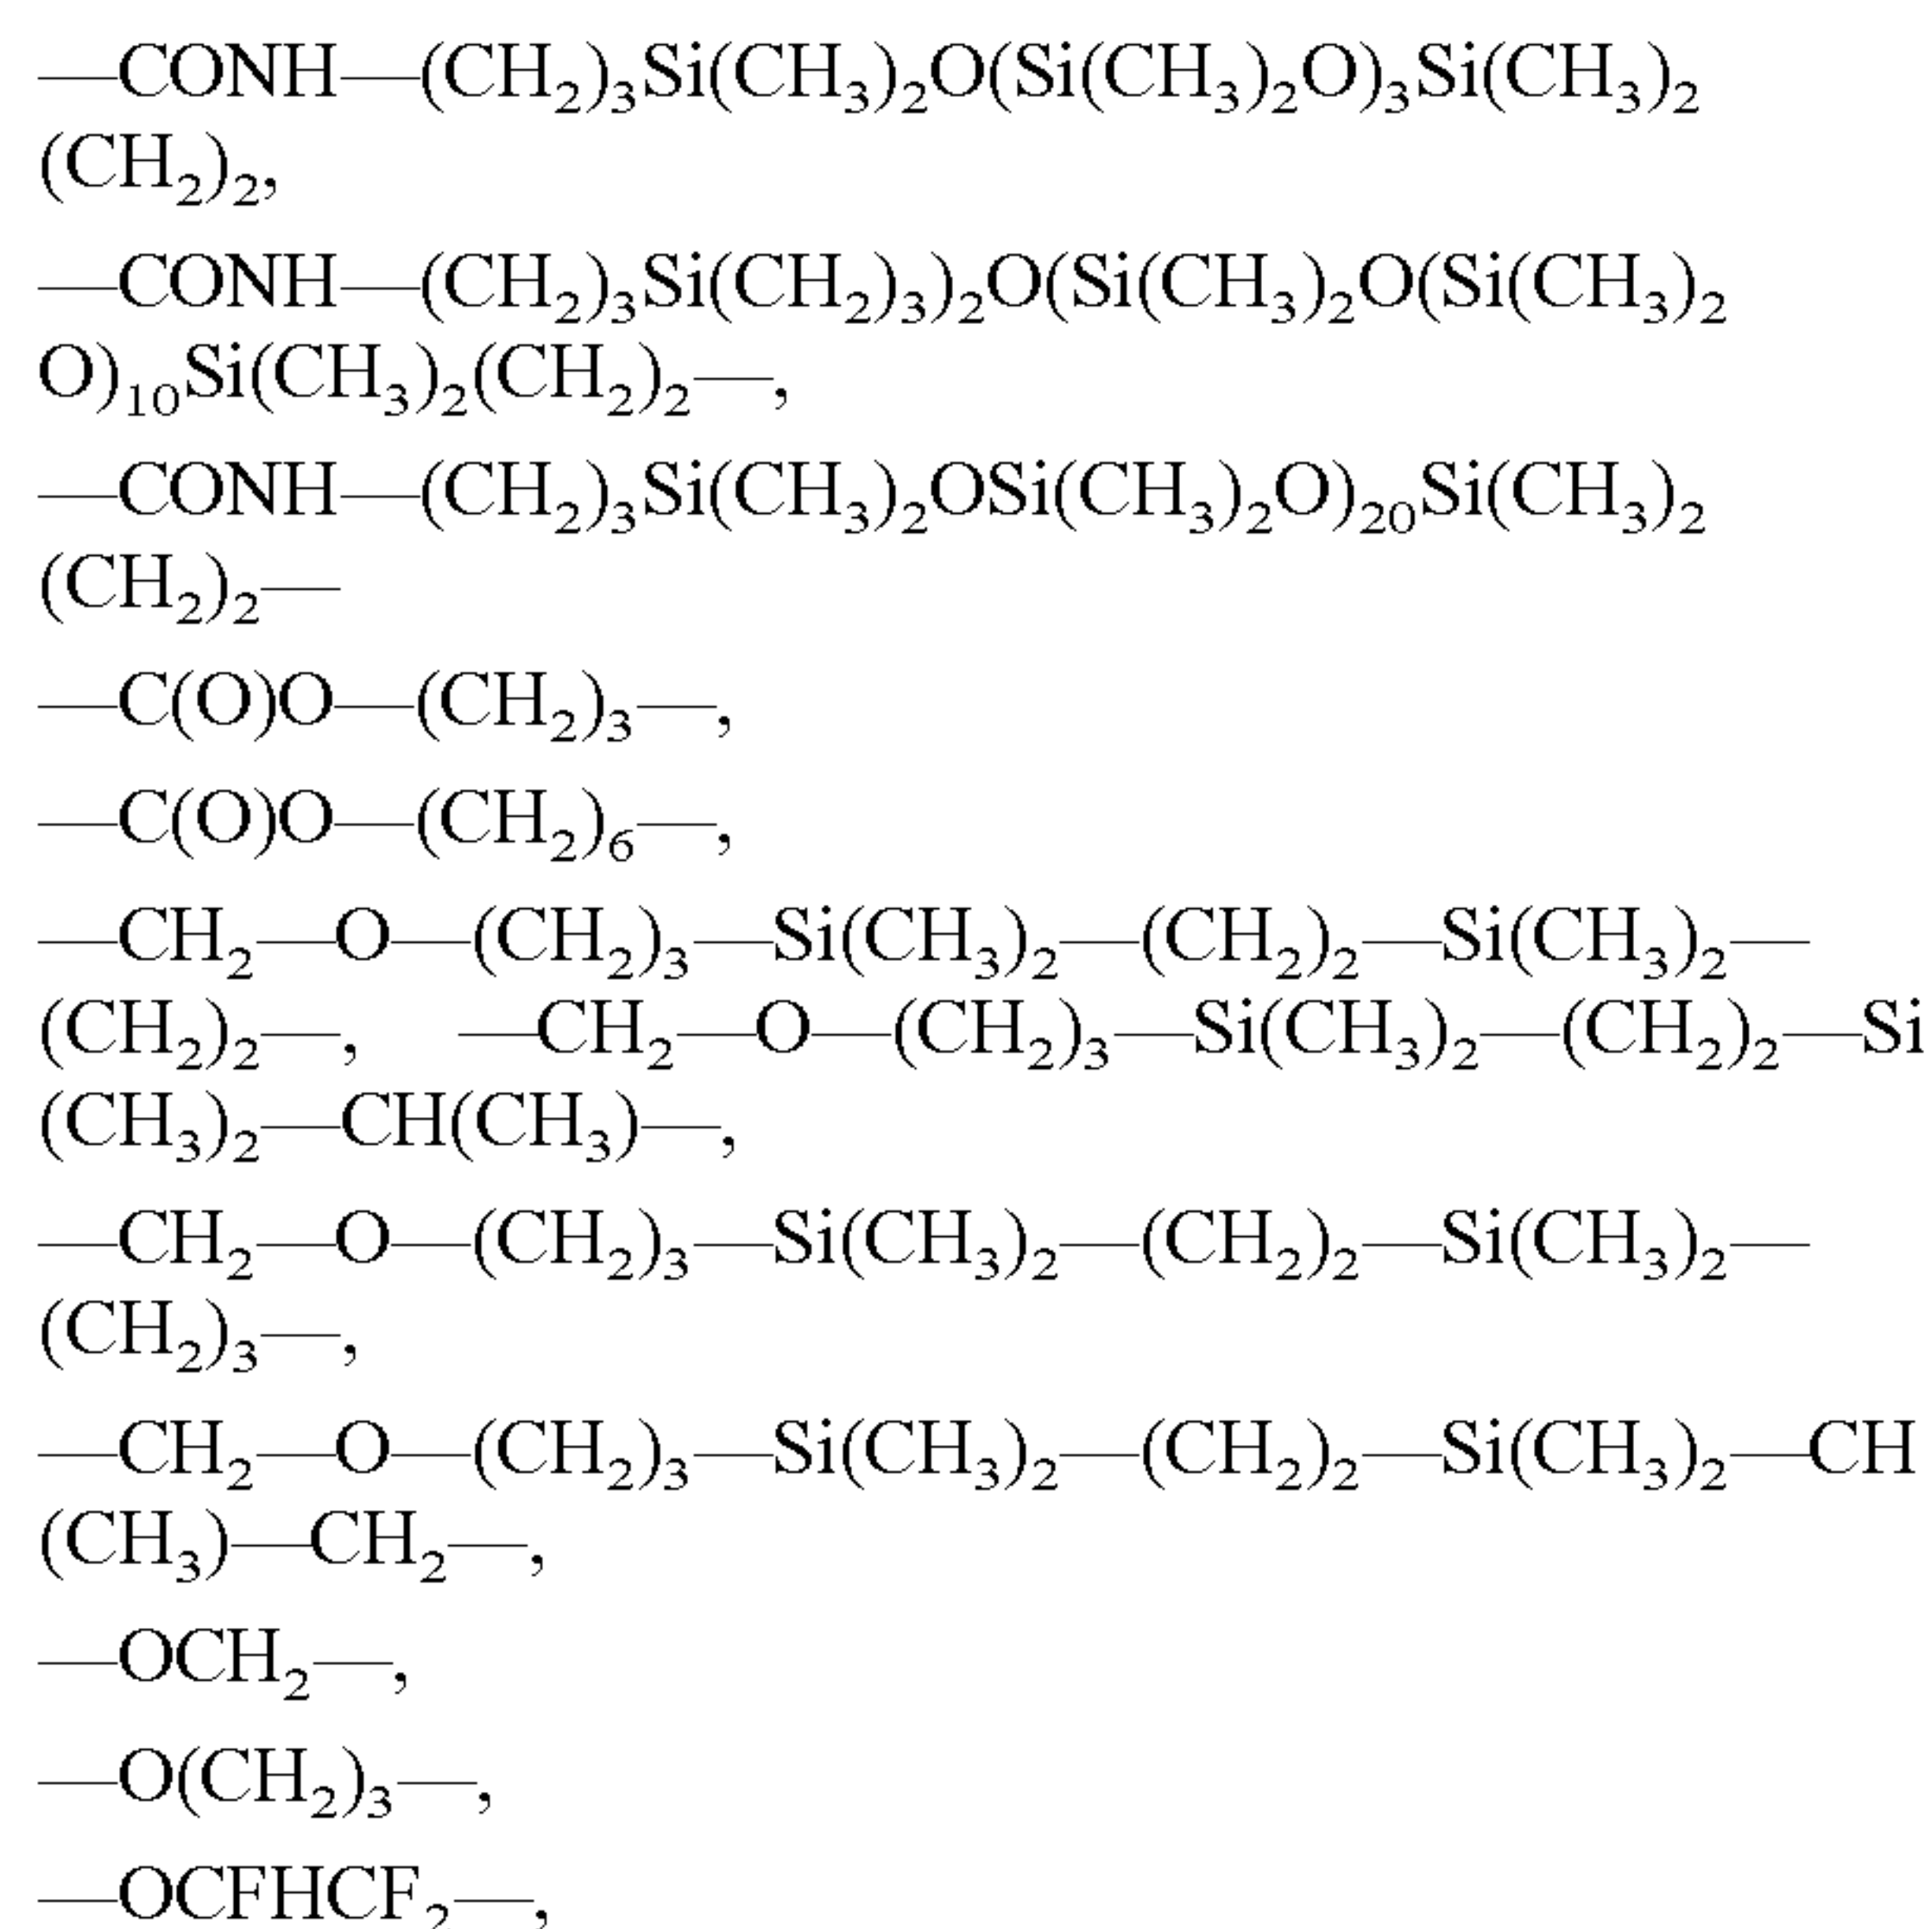 —CONH—(CH₂)₃Si(CH₃)₂O(Si(CH₃)₂O)₃Si(CH₃)₂
(CH₂)₂,
—CONH—(CH₂)₃Si(CH₂)₃)₂O(Si(CH₃)₂O(Si(CH₃)₂
O)₁₀Si(CH₃)₂(CH₂)₂—,
—CONH—(CH₂)₃Si(CH₃)₂OSi(CH₃)₂O)₂₀Si(CH₃)₂
(CH₂)₂—
—C(O)O—(CH₂)₃—,
—C(O)O—(CH₂)₆—,
—CH₂—O—(CH₂)₃—Si(CH₃)₂—(CH₂)₂—Si(CH₃)₂—
(CH₂)₂—, —CH₂—O—(CH₂)₃—Si(CH₃)₂—(CH₂)₂—Si
(CH₃)₂—CH(CH₃)—,
—CH₂—O—(CH₂)₃—Si(CH₃)₂—(CH₂)₂—Si(CH₃)₂—
(CH₂)₃—,
—CH₂—O—(CH₂)₃—Si(CH₃)₂—(CH₂)₂—Si(CH₃)₂—CH
(CH₃)—CH₂—,
—OCH₂—,
—O(CH₂)₃—,
—OCFHCF₂—,